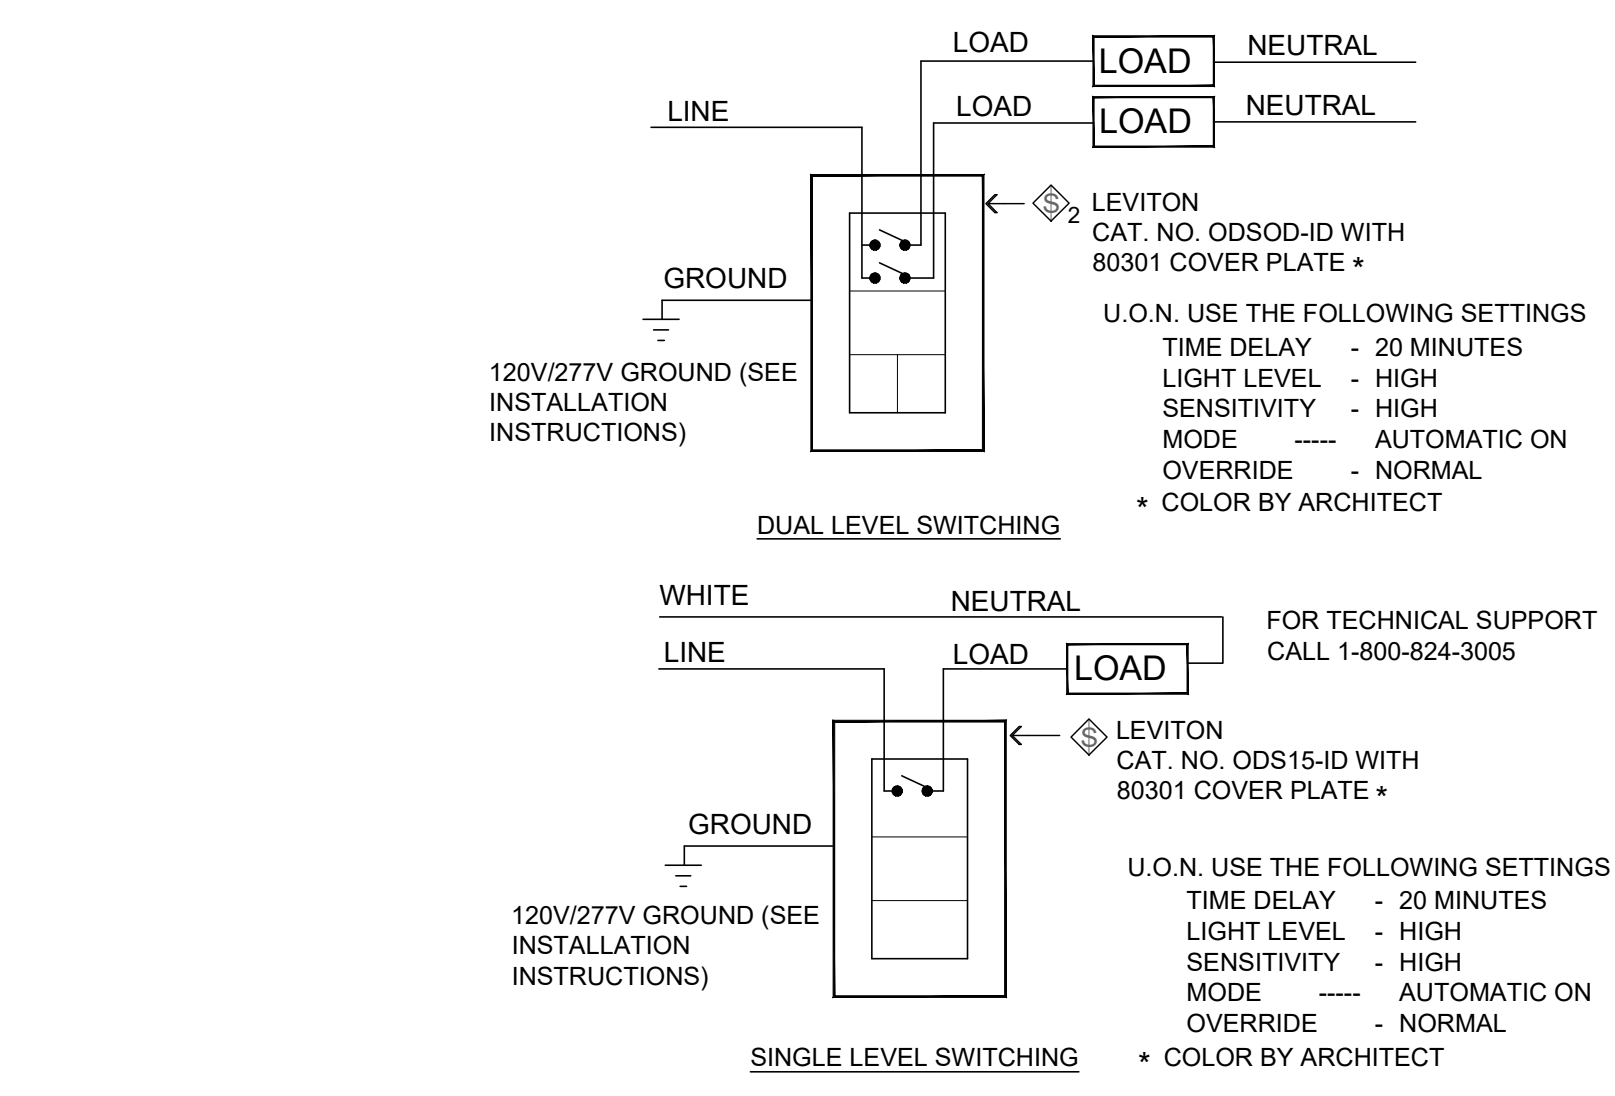 LOAD
LOAD
NEUTRAL
LINE
LOAD
LOAD
NEUTRAL
$ 2
LEVITON
CAT. NO. ODSOD-ID WITH
80301 COVER PLATE *
GROUND
120V/277V GROUND (SEE
INSTALLATION
INSTRUCTIONS)
U.O.N. USE THE FOLLOWING SETTINGS
TIME DELAY - 20 MINUTES
LIGHT LEVEL - HIGH
SENSITIVITY - HIGH
MODE ----- AUTOMATIC ON
OVERRIDE - NORMAL
* COLOR BY ARCHITECT
DUAL LEVEL SWITCHING
WHITE
NEUTRAL
LINE
LOAD
LOAD
FOR TECHNICAL SUPPORT
CALL 1-800-824-3005
$
LEVITON
CAT. NO. ODS15-ID WITH
80301 COVER PLATE *
GROUND
120V/277V GROUND (SEE
INSTALLATION
INSTRUCTIONS)
U.O.N. USE THE FOLLOWING SETTINGS
TIME DELAY - 20 MINUTES
LIGHT LEVEL - HIGH
SENSITIVITY - HIGH
MODE ----- AUTOMATIC ON
OVERRIDE - NORMAL
* COLOR BY ARCHITECT
SINGLE LEVEL SWITCHING